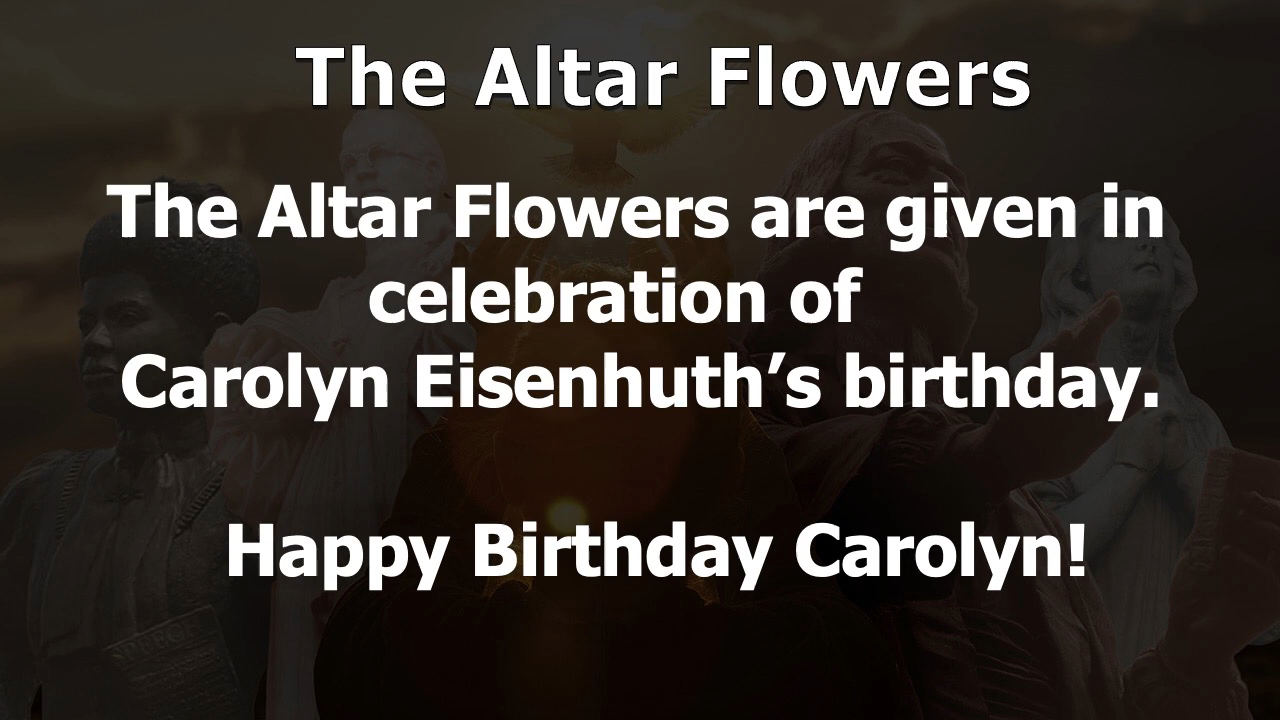 The Altar Flowers
The Altar Flowers are given in
celebration of
Carolyn Eisenhuth’s birthday.
Happy Birthday Carolyn!